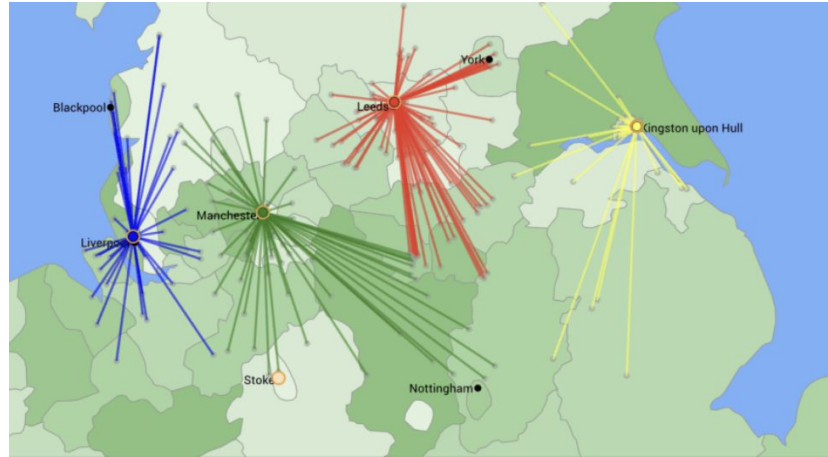 York
Blackpool
Leeds
Kingston upon Hull
Manchester
Liverpool
Stoke
Nottingham